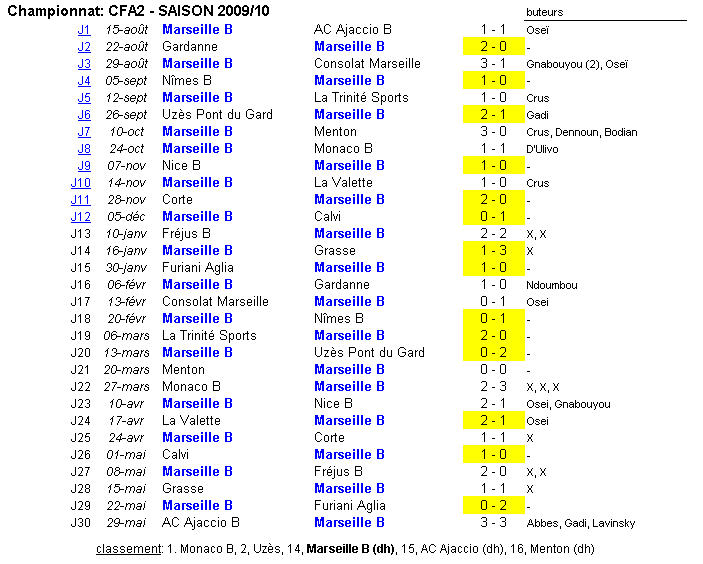 Championnat: CFA2 - SAISON 2009/10 buteurs
J1 15-août Marseille B AC Ajaccio B 1 - 1 Oseï
J2 22-août Gardanne Marseille B 2 - 0 -
J3 29-août Marseille B Consolat Marseille 3 - 1 Gnabouyou (2), Oseï
J4 05-sept Nîmes B Marseille B 1 - 0 -
J5 12-sept Marseille B La Trinité Sports 1 - 0 Crus
J6 26-sept Uzès Pont du Gard Marseille B 2 - 1 Gadi
J7 10-oct Marseille B Menton 3 - 0 Crus, Dennoun, Bodian
J8 24-oct Marseille B Monaco B 1 - 1 D'Ulivo
J9 07-nov Nice B Marseille B 1 - 0 -
J10 14-nov Marseille B La Valette 1 - 0 Crus
J11 28-nov Corte Marseille B 2 - 0 -
J12 05-déc Marseille B Calvi 0 - 1 -
J13 10-janv Fréjus B Marseille B 2 - 2 X, X
J14 16-janv Marseille B Grasse 1 - 3 X
J15 30-janv Furiani Aglia Marseille B 1 - 0 -
J16 06-févr Marseille B Gardanne 1 - 0 Ndoumbou
J17 13-févr Consolat Marseille Marseille B 0 - 1 Osei
J18 20-févr Marseille B Nîmes B 0 - 1 -
J19 06-mars La Trinité Sports Marseille B 2 - 0 -
J20 13-mars Marseille B Uzès Pont du Gard 0 - 2 -
J21 20-mars Menton Marseille B 0 - 0 -
J22 27-mars Monaco B Marseille B 2 - 3 X, X, X
J23 10-avr Marseille B Nice B 2 - 1 Osei, Gnabouyou
J24 17-avr La Valette Marseille B 2 - 1 Osei
J25 24-avr Marseille B Corte 1 - 1 X
J26 01-mai Calvi Marseille B 1 - 0 -
J27 08-mai Marseille B Fréjus B 2 - 0 X, X
J28 15-mai Grasse Marseille B 1 - 1 X
J29 22-mai Marseille B Furiani Aglia 0 - 2 -
J30 29-mai AC Ajaccio B Marseille B 3 - 3 Abbes, Gadi, Lavinsky
classement: 1. Monaco B, 2, Uzès, 14, Marseille B (dh), 15, AC Ajaccio (dh), 16, Menton (dh)